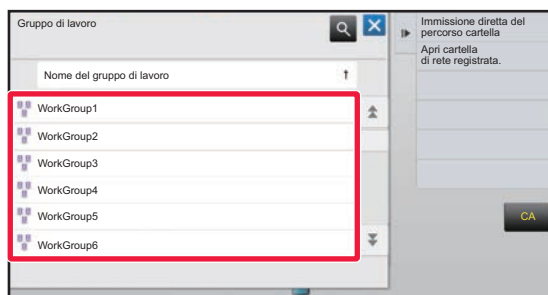 Gruppo di lavoro
Nome del gruppo di lavoro ↑
WorkGroup1
WorkGroup2
WorkGroup3
WorkGroup4
WorkGroup5
WorkGroup6
Immissione diretta del
percorso cartella
Apri cartella
di rete registrata.
CA